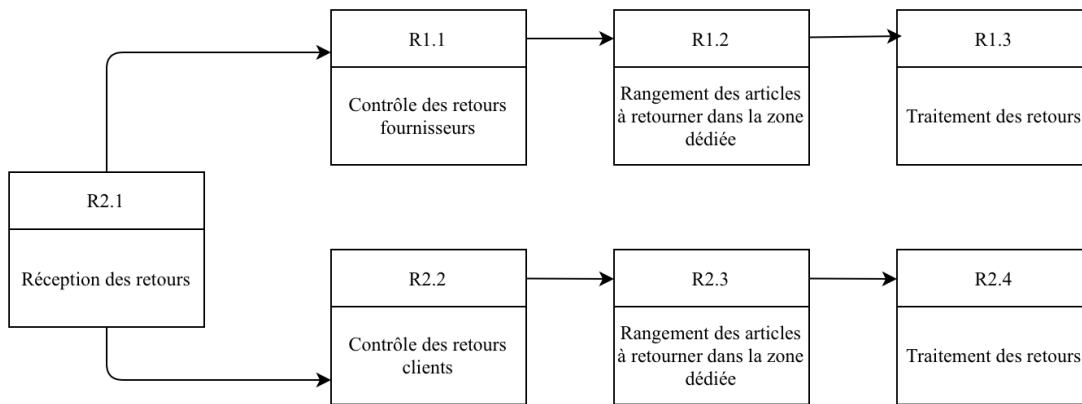 R1.1
Contrôle des retours
fournisseurs
R1.2
Rangement des articles
à retourner dans la zone
dédiée
R1.3
Traitement des retours
R2.1
Réception des retours
R2.2
Contrôle des retours
clients
R2.3
Rangement des articles
à retourner dans la zone
dédiée
R2.4
Traitement des retours